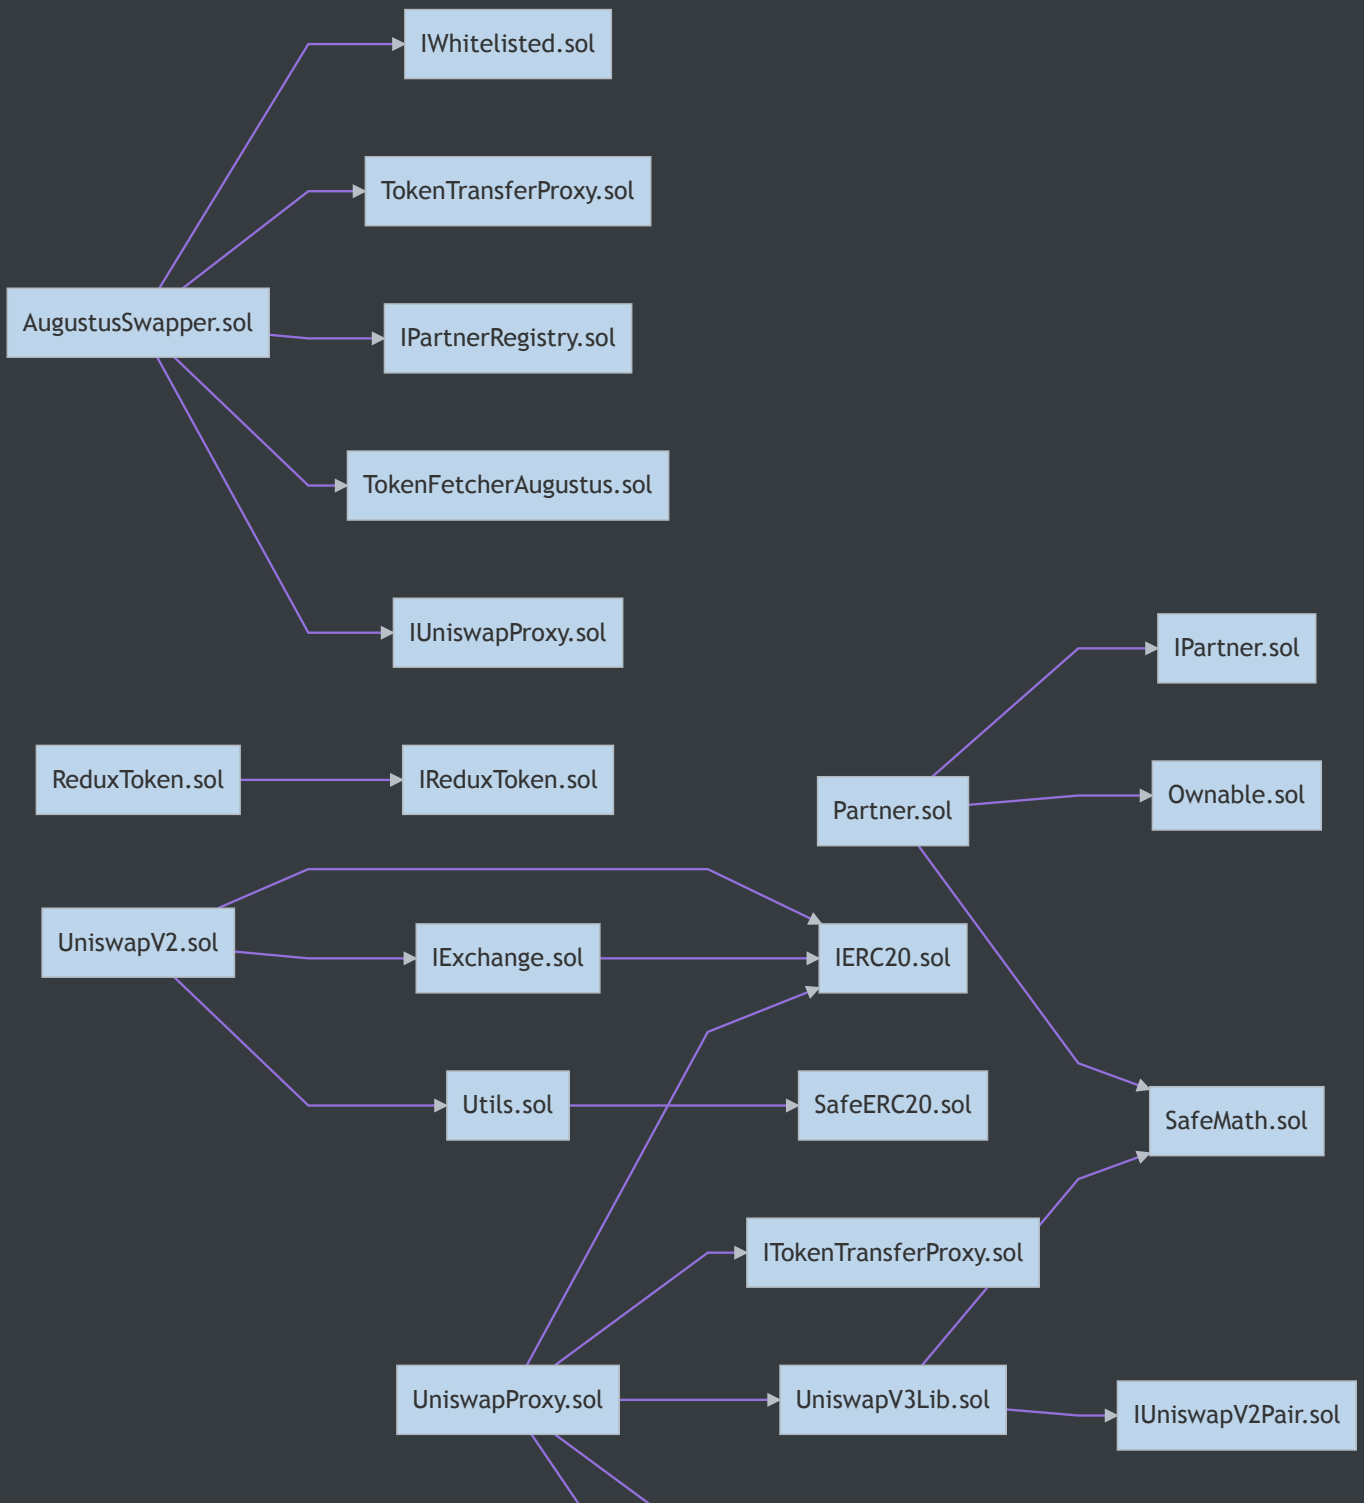 IWhitelisted.sol
TokenTransferProxy.sol
AugustusSwapper.sol
IPartnerRegistry.sol
TokenFetcherAugustus.sol
IUniswapProxy.sol
IPartner.sol
ReduxToken.sol
IReduxToken.sol
Partner.sol
Ownable.sol
UniswapV2.sol
IExchange.sol
IERC20.sol
Utils.sol
SafeERC20.sol
SafeMath.sol
ITokenTransferProxy.sol
UniswapProxy.sol
UniswapV3Lib.sol
IUniswapV2Pair.sol